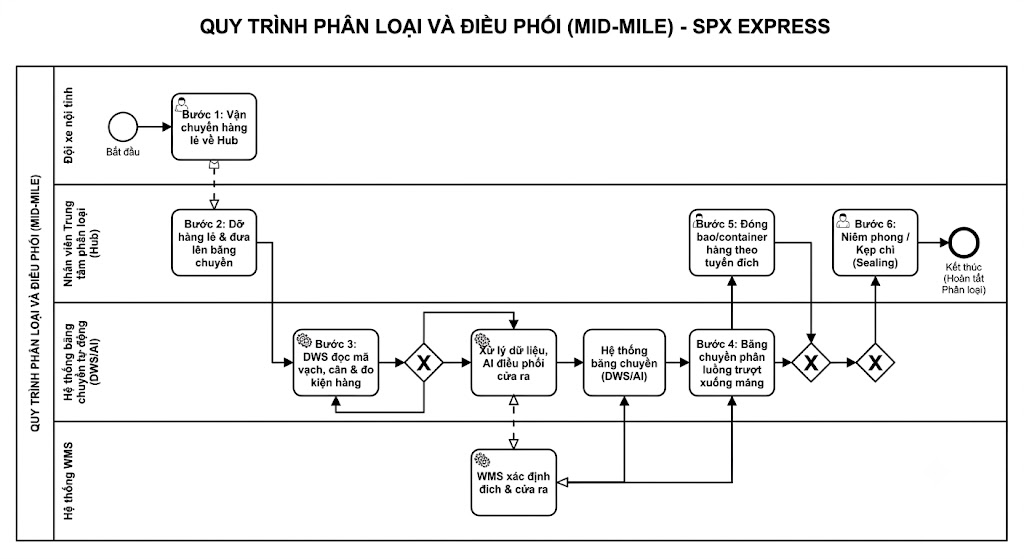 QUY TRÌNH PHÂN LOẠI VÀ ĐIỀU PHỐI (MID-MILE) - SPX EXPRESS
QUY TRÌNH PHÂN LOẠI VÀ ĐIỀU PHỐI (MID-MILE)
Đội xe nội tỉnh
Bắt đầu
Bước 1: Vận
chuyển hàng
lẻ về Hub
Nhân viên Trung
tâm phân loại
(Hub)
Bước 2: Dỡ
hàng lẻ & đưa
lên băng
chuyền
Bước 5: Đóng
bao/container
hàng theo
tuyến đích
Bước 6:
Niêm phong /
Kẹp chì
(Sealing)
Kết thúc
(Hoàn tất
Phân loại)
Hệ thống băng
chuyền tự động
(DWS/AI)
Bước 3:
DWS đọc mã
vạch, cân & đo
kiện hàng
X
Xử lý dữ liệu,
AI điều phối
cửa ra
Hệ thống
băng chuyền
(DWS/AI)
Bước 4: Băng
chuyền phân
luồng trượt
xuống máng
X
X
Hệ thống WMS
WMS xác định
đích & cửa ra